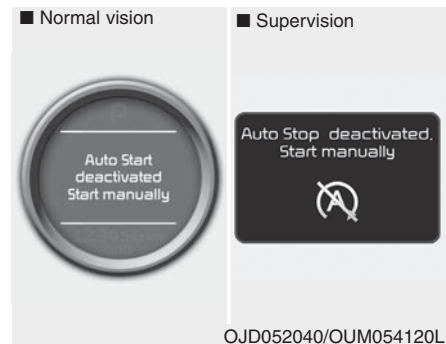 ■ Normal vision
■ Supervision
Auto Start
deactivated
Start manually
Auto Stop deactivated.
Start manually
A
OJD052040/OUM054120L